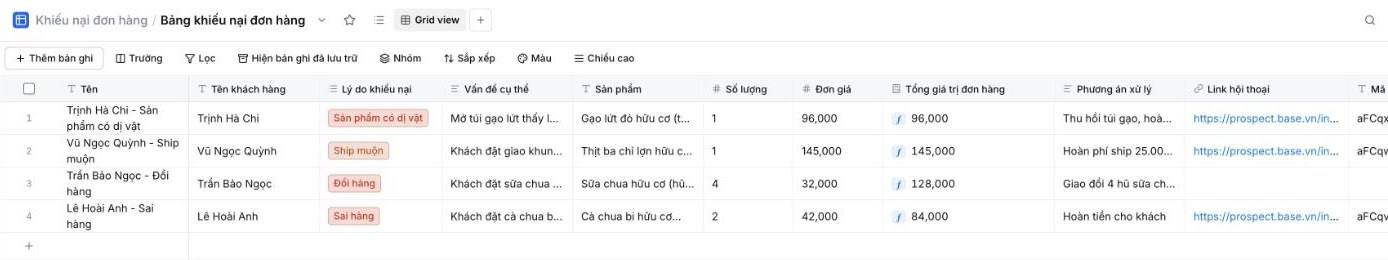 Khiếu nại đơn hàng / Bảng khiếu nại đơn hàng Grid view +
+ Thêm bản ghi Trường Lọc Hiện bản ghi đã lưu trữ Nhóm Sắp xếp Màu Chiều cao
Tên Tên khách hàng Lý do khiếu nại Vấn đề cụ thể Sản phẩm # Số lượng # Đơn giá Tổng giá trị đơn hàng Phương án xử lý Link hội thoại Mã
1 Trịnh Hà Chi - Sản phẩm có dị vật Trịnh Hà Chi Sản phẩm có dị vật Mở túi gạo lứt thấy l... Gạo lứt đỏ hữu cơ (t... 1 96,000 ƒ 96,000 Thu hồi túi gạo, hoà... https://prospect.base.vn/in... aFCqx
2 Vũ Ngọc Quỳnh - Ship muộn Vũ Ngọc Quỳnh Ship muộn Khách đặt giao khun... Thịt ba chỉ lợn hữu c... 1 145,000 ƒ 145,000 Hoàn phí ship 25.00... https://prospect.base.vn/in... aFCqw
3 Trần Bảo Ngọc - Đổi hàng Trần Bảo Ngọc Đổi hàng Khách đặt sữa chua ... Sữa chua hữu cơ (hũ... 4 32,000 ƒ 128,000 Giao đổi 4 hũ sữa ch...
4 Lê Hoài Anh - Sai hàng Lê Hoài Anh Sai hàng Khách đặt cà chua b... Cà chua bi hữu cơ... 2 42,000 ƒ 84,000 Hoàn tiền cho khách https://prospect.base.vn/in... aFCqv
+